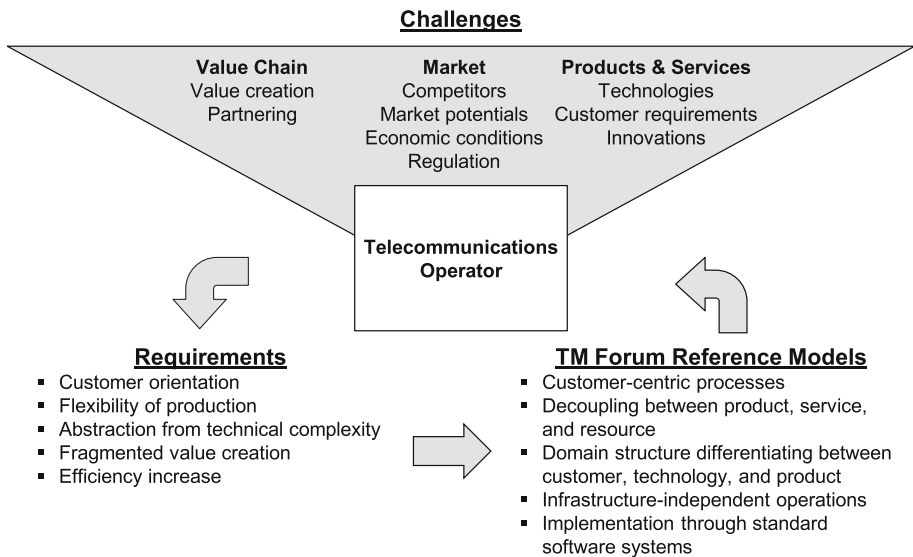 Challenges
Value Chain
Value creation
Partnering
Market
Competitors
Market potentials
Economic conditions
Regulation
Products & Services
Technologies
Customer requirements
Innovations
Telecommunications
Operator
Requirements
▪ Customer orientation
▪ Flexibility of production
▪ Abstraction from technical complexity
▪ Fragmented value creation
▪ Efficiency increase
TM Forum Reference Models
▪ Customer-centric processes
▪ Decoupling between product, service,
and resource
▪ Domain structure differentiating between
customer, technology, and product
▪ Infrastructure-independent operations
▪ Implementation through standard
software systems